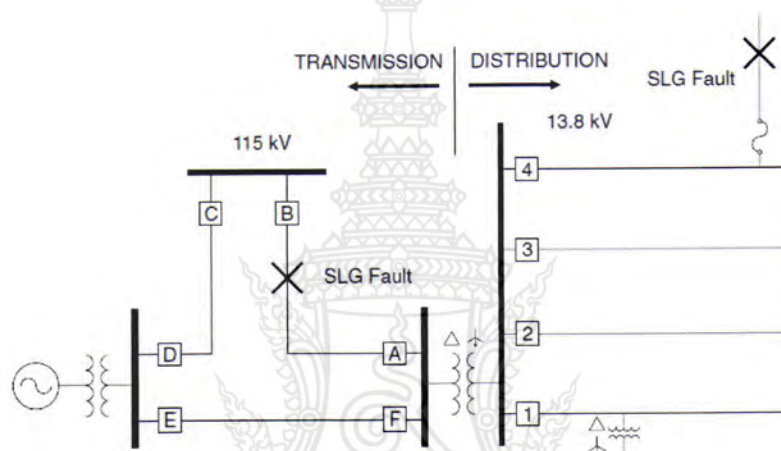 TRANSMISSION
DISTRIBUTION
SLG Fault
115 kV
13.8 kV
4
C
B
3
SLG Fault
D
A
2
E
F
1